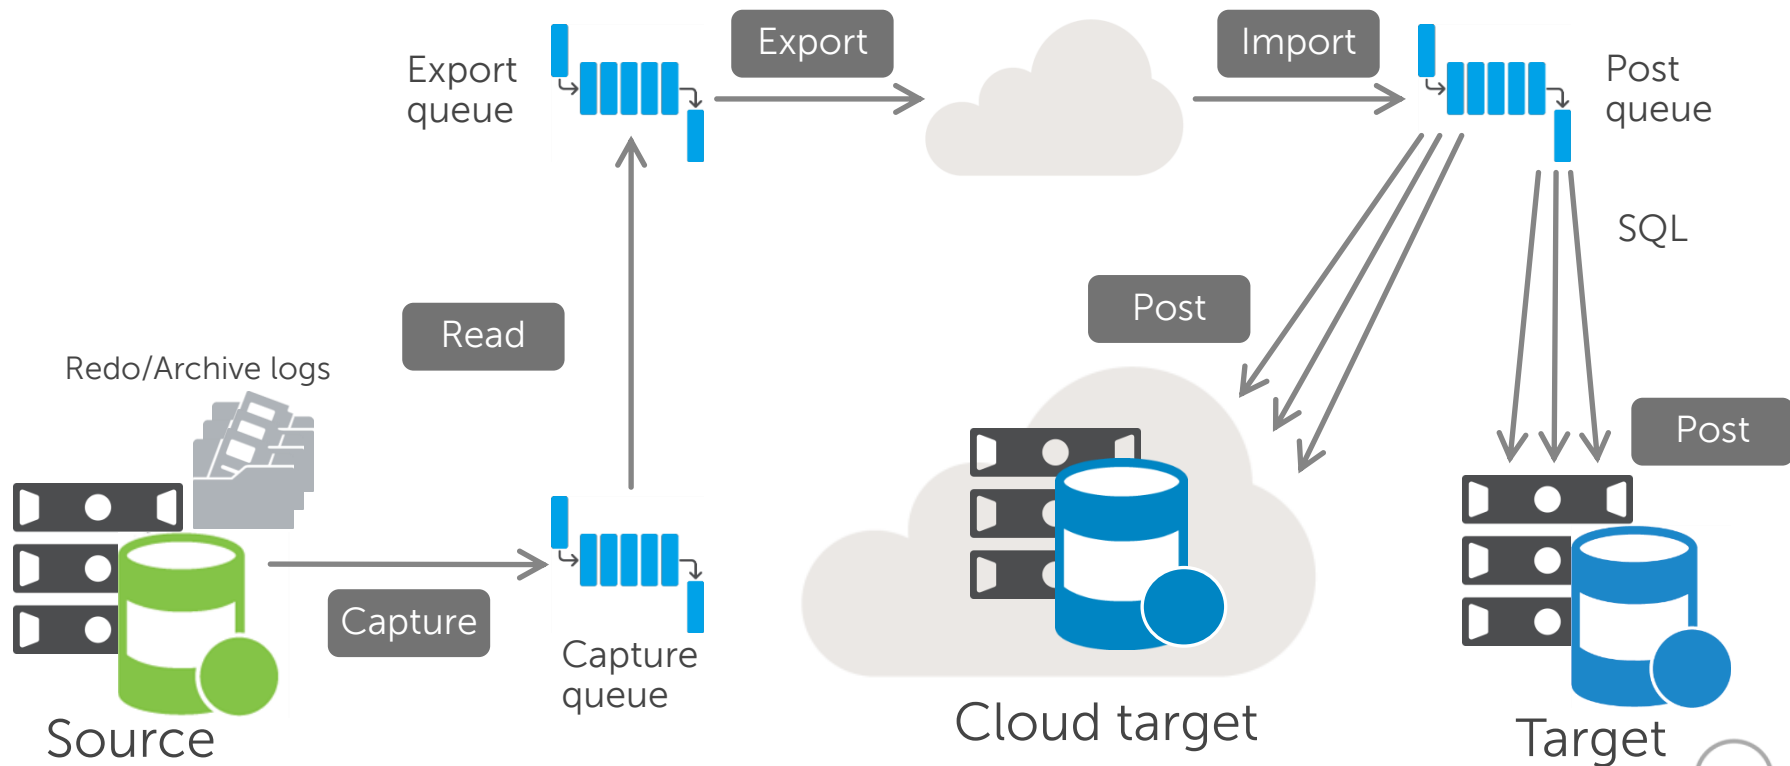 Export
Import
Export
queue
Post
queue
SQL
Post
Read
Redo/Archive logs
Post
Capture
Capture
queue
Cloud target
Source
Target